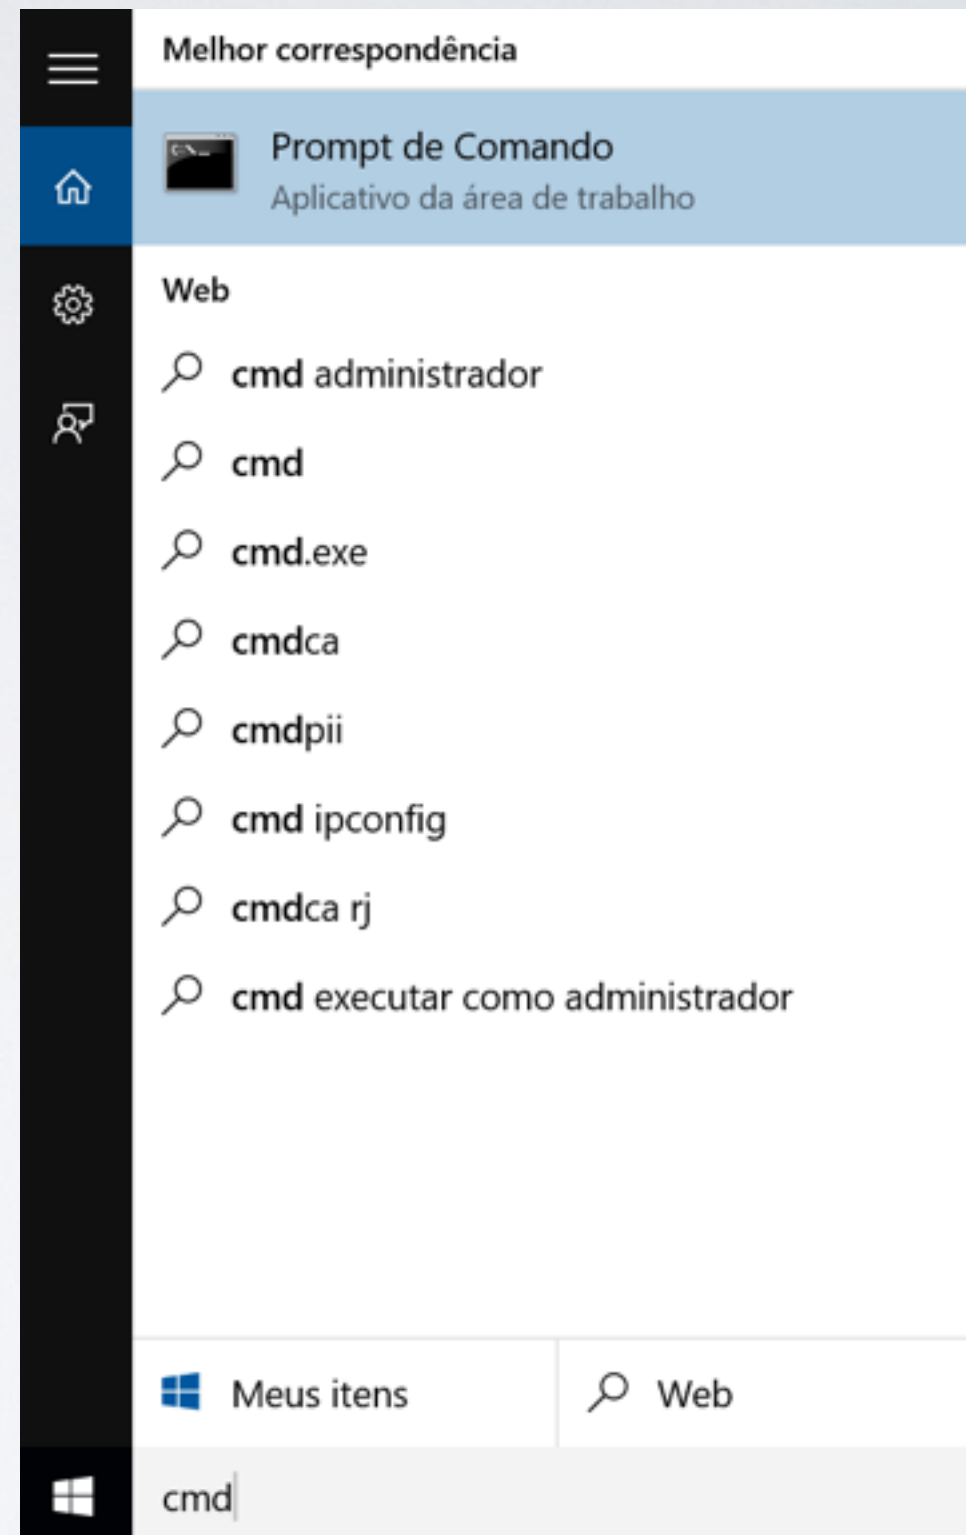 Melhor correspondência
Prompt de Comando
Aplicativo da área de trabalho
Web
cmd administrador
cmd
cmd.exe
cmdca
cmdpii
cmd ipconfig
cmdca rj
cmd executar como administrador
Meus itens
Web
cmd